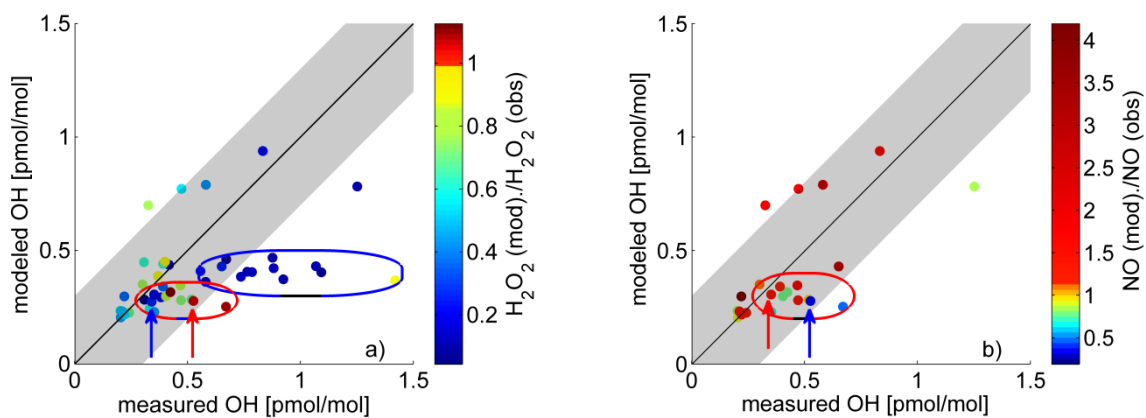 1.5
1
0.5
0
modeled OH [pmol/mol]
0 0.5 1 1.5
measured OH [pmol/mol]
a)
1
0.8
0.6
0.4
0.2
H2O2 (mod)./H2O2 (obs)
1.5
1
0.5
0
modeled OH [pmol/mol]
0 0.5 1 1.5
measured OH [pmol/mol]
b)
4
3.5
3
2.5
2
1.5
1
0.5
NO (mod)./NO (obs)